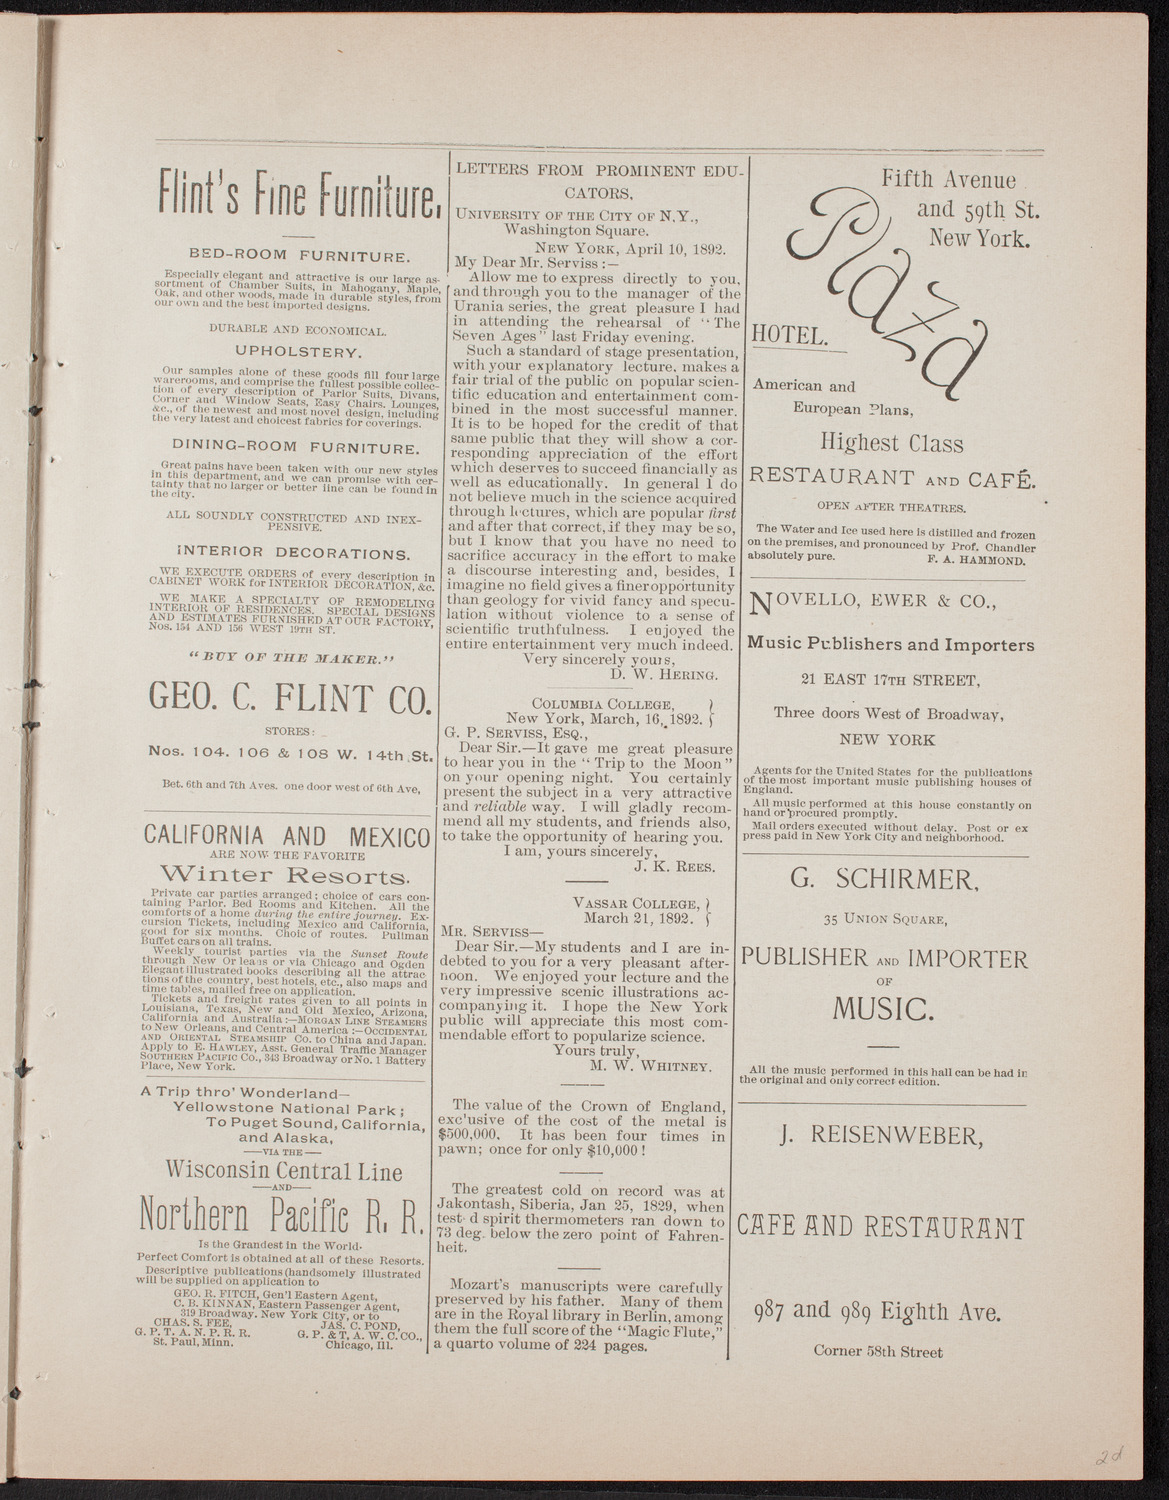 Flint's Fine Furniture.
BED-ROOM FURNITURE.
Especially elegant and attractive is our large as-
sortment of Chamber Suits, in Mahogany, Maple,
Oak, and other woods, made in durable styles, from
our own and the best imported designs.
DURABLE AND ECONOMICAL.
UPHOLSTERY.
Our samples alone of these goods fill four large
warerooms, and comprise the fullest possible collec-
tion of every description of Parlor Suits, Divans,
Corner and Window Seats, Easy Chairs, Lounges,
&c., of the newest and most novel design, including
the very latest and choicest fabrics for coverings.
DINING-ROOM FURNITURE.
Great pains have been taken with our new styles
in this department, and we can promise with cer-
tainty that no larger or better line can be found in
the city.
ALL SOUNDLY CONSTRUCTED AND INEX-
PENSIVE.
INTERIOR DECORATIONS.
WE EXECUTE ORDERS of every description in
CABINET WORK for INTERIOR DECORATION, &c.
WE MAKE A SPECIALTY OF REMODELING
INTERIOR OF RESIDENCES. SPECIAL DESIGNS
AND ESTIMATES FURNISHED AT OUR FACTORY,
Nos. 154 AND 156 WEST 19TH ST.
"BUY OF THE MAKER."
GEO. C. FLINT CO.
STORES:
Nos. 104. 106 & 108 W. 14th St.
Bet. 6th and 7th Aves. one door west of 6th Ave,
CALIFORNIA AND MEXICO
ARE NOW THE FAVORITE
Winter Resorts.
Private car parties arranged; choice of cars con-
taining Parlor, Bed Rooms and Kitchen. All the
comforts of a home during the entire journey. Ex-
cursion Tickets, including Mexico and California,
good for six months. Choic of routes. Pullman
Buffet cars on all trains.
Weekly tourist parties via the Sunset Route
through New Orleans or via Chicago and Ogden
Elegant illustrated books describing all the attrac
tions of the country, best hotels, etc., also maps and
time tables, mailed free on application.
Tickets and freight rates given to all points in
Louisiana, Texas, New and Old Mexico, Arizona,
California and Australia:—MORGAN LINE STEAMERS
to New Orleans, and Central America:—OCCIDENTAL
AND ORIENTAL STEAMSHIP CO. to China and Japan.
Apply to E. HAWLEY, Asst. General Traffic Manager
SOUTHERN PACIFIC CO., 343 Broadway or No. 1 Battery
Place, New York.
A Trip thro' Wonderland—
Yellowstone National Park;
To Puget Sound, California,
and Alaska,
—VIA THE—
Wisconsin Central Line
—AND—
Northern Pacific R. R.
Is the Grandest in the World.
Perfect Comfort is obtained at all of these Resorts.
Descriptive publications (handsomely illustrated
will be supplied on application to
GEO. R. FITCH, Gen'l Eastern Agent,
C. B. KINNAN, Eastern Passenger Agent,
319 Broadway. New York City, or to
CHAS. S. FEE, JAS. C. POND,
G. P. T. A. N. P. R. R. G. P. & T. A. W. C. CO.,
St. Paul, Minn. Chicago, Ill.
LETTERS FROM PROMINENT EDU-
CATORS,
UNIVERSITY OF THE CITY OF N.Y.,
Washington Square.
NEW YORK, April 10, 1892.
My Dear Mr. Serviss:—
Allow me to express directly to you,
and through you to the manager of the
Urania series, the great pleasure I had
in attending the rehearsal of "The
Seven Ages" last Friday evening.
Such a standard of stage presentation,
with your explanatory lecture. makes a
fair trial of the public on popular scien-
tific education and entertainment com-
bined in the most successful manner.
It is to be hoped for the credit of that
same public that they will show a cor-
responding appreciation of the effort
which deserves to succeed financially as
well as educationally. In general I do
not believe much in the science acquired
through lectures, which are popular first
and after that correct, if they may be so,
but I know that you have no need to
sacrifice accuracy in the effort to make
a discourse interesting and, besides, I
imagine no field gives a finer opportunity
than geology for vivid fancy and specu-
lation without violence to a sense of
scientific truthfulness. I enjoyed the
entire entertainment very much indeed.
Very sincerely yours,
D. W. HERING.
COLUMBIA COLLEGE, }
New York, March, 16, 1892. }
G. P. SERVISS, ESQ.,
Dear Sir.—It gave me great pleasure
to hear you in the "Trip to the Moon"
on your opening night. You certainly
present the subject in a very attractive
and reliable way. I will gladly recom-
mend all my students, and friends also,
to take the opportunity of hearing you.
I am, yours sincerely,
J. K. REES.
VASSAR COLLEGE, }
March 21, 1892. }
MR. SERVISS—
Dear Sir.—My students and I are in-
debted to you for a very pleasant after-
noon. We enjoyed your lecture and the
very impressive scenic illustrations ac-
companying it. I hope the New York
public will appreciate this most com-
mendable effort to popularize science.
Yours truly,
M. W. WHITNEY.
The value of the Crown of England,
exc'usive of the cost of the metal is
$500,000. It has been four times in
pawn; once for only $10,000!
The greatest cold on record was at
Jakontash, Siberia, Jan 25, 1829, when
test d spirit thermometers ran down to
73 deg. below the zero point of Fahren-
heit.
Mozart's manuscripts were carefully
preserved by his father. Many of them
are in the Royal library in Berlin, among
them the full score of the "Magic Flute,"
a quarto volume of 224 pages.
Fifth Avenue
and 59th St.
New York.
Plaza
HOTEL.
American and
European Plans,
Highest Class
RESTAURANT AND CAFÉ.
OPEN AFTER THEATRES.
The Water and Ice used here is distilled and frozen
on the premises, and pronounced by Prof. Chandler
absolutely pure. F. A. HAMMOND.
NOVELLO, EWER & CO.,
Music Publishers and Importers
21 EAST 17TH STREET,
Three doors West of Broadway,
NEW YORK
Agents for the United States for the publications
of the most important music publishing houses of
England.
All music performed at this house constantly on
hand or procured promptly.
Mail orders executed without delay. Post or ex
press paid in New York City and neighborhood.
G. SCHIRMER,
35 UNION SQUARE,
PUBLISHER AND IMPORTER
OF
MUSIC.
All the music performed in this hall can be had in
the original and only correct edition.
J. REISENWEBER,
CAFE AND RESTAURANT
987 and 989 Eighth Ave.
Corner 58th Street
2d